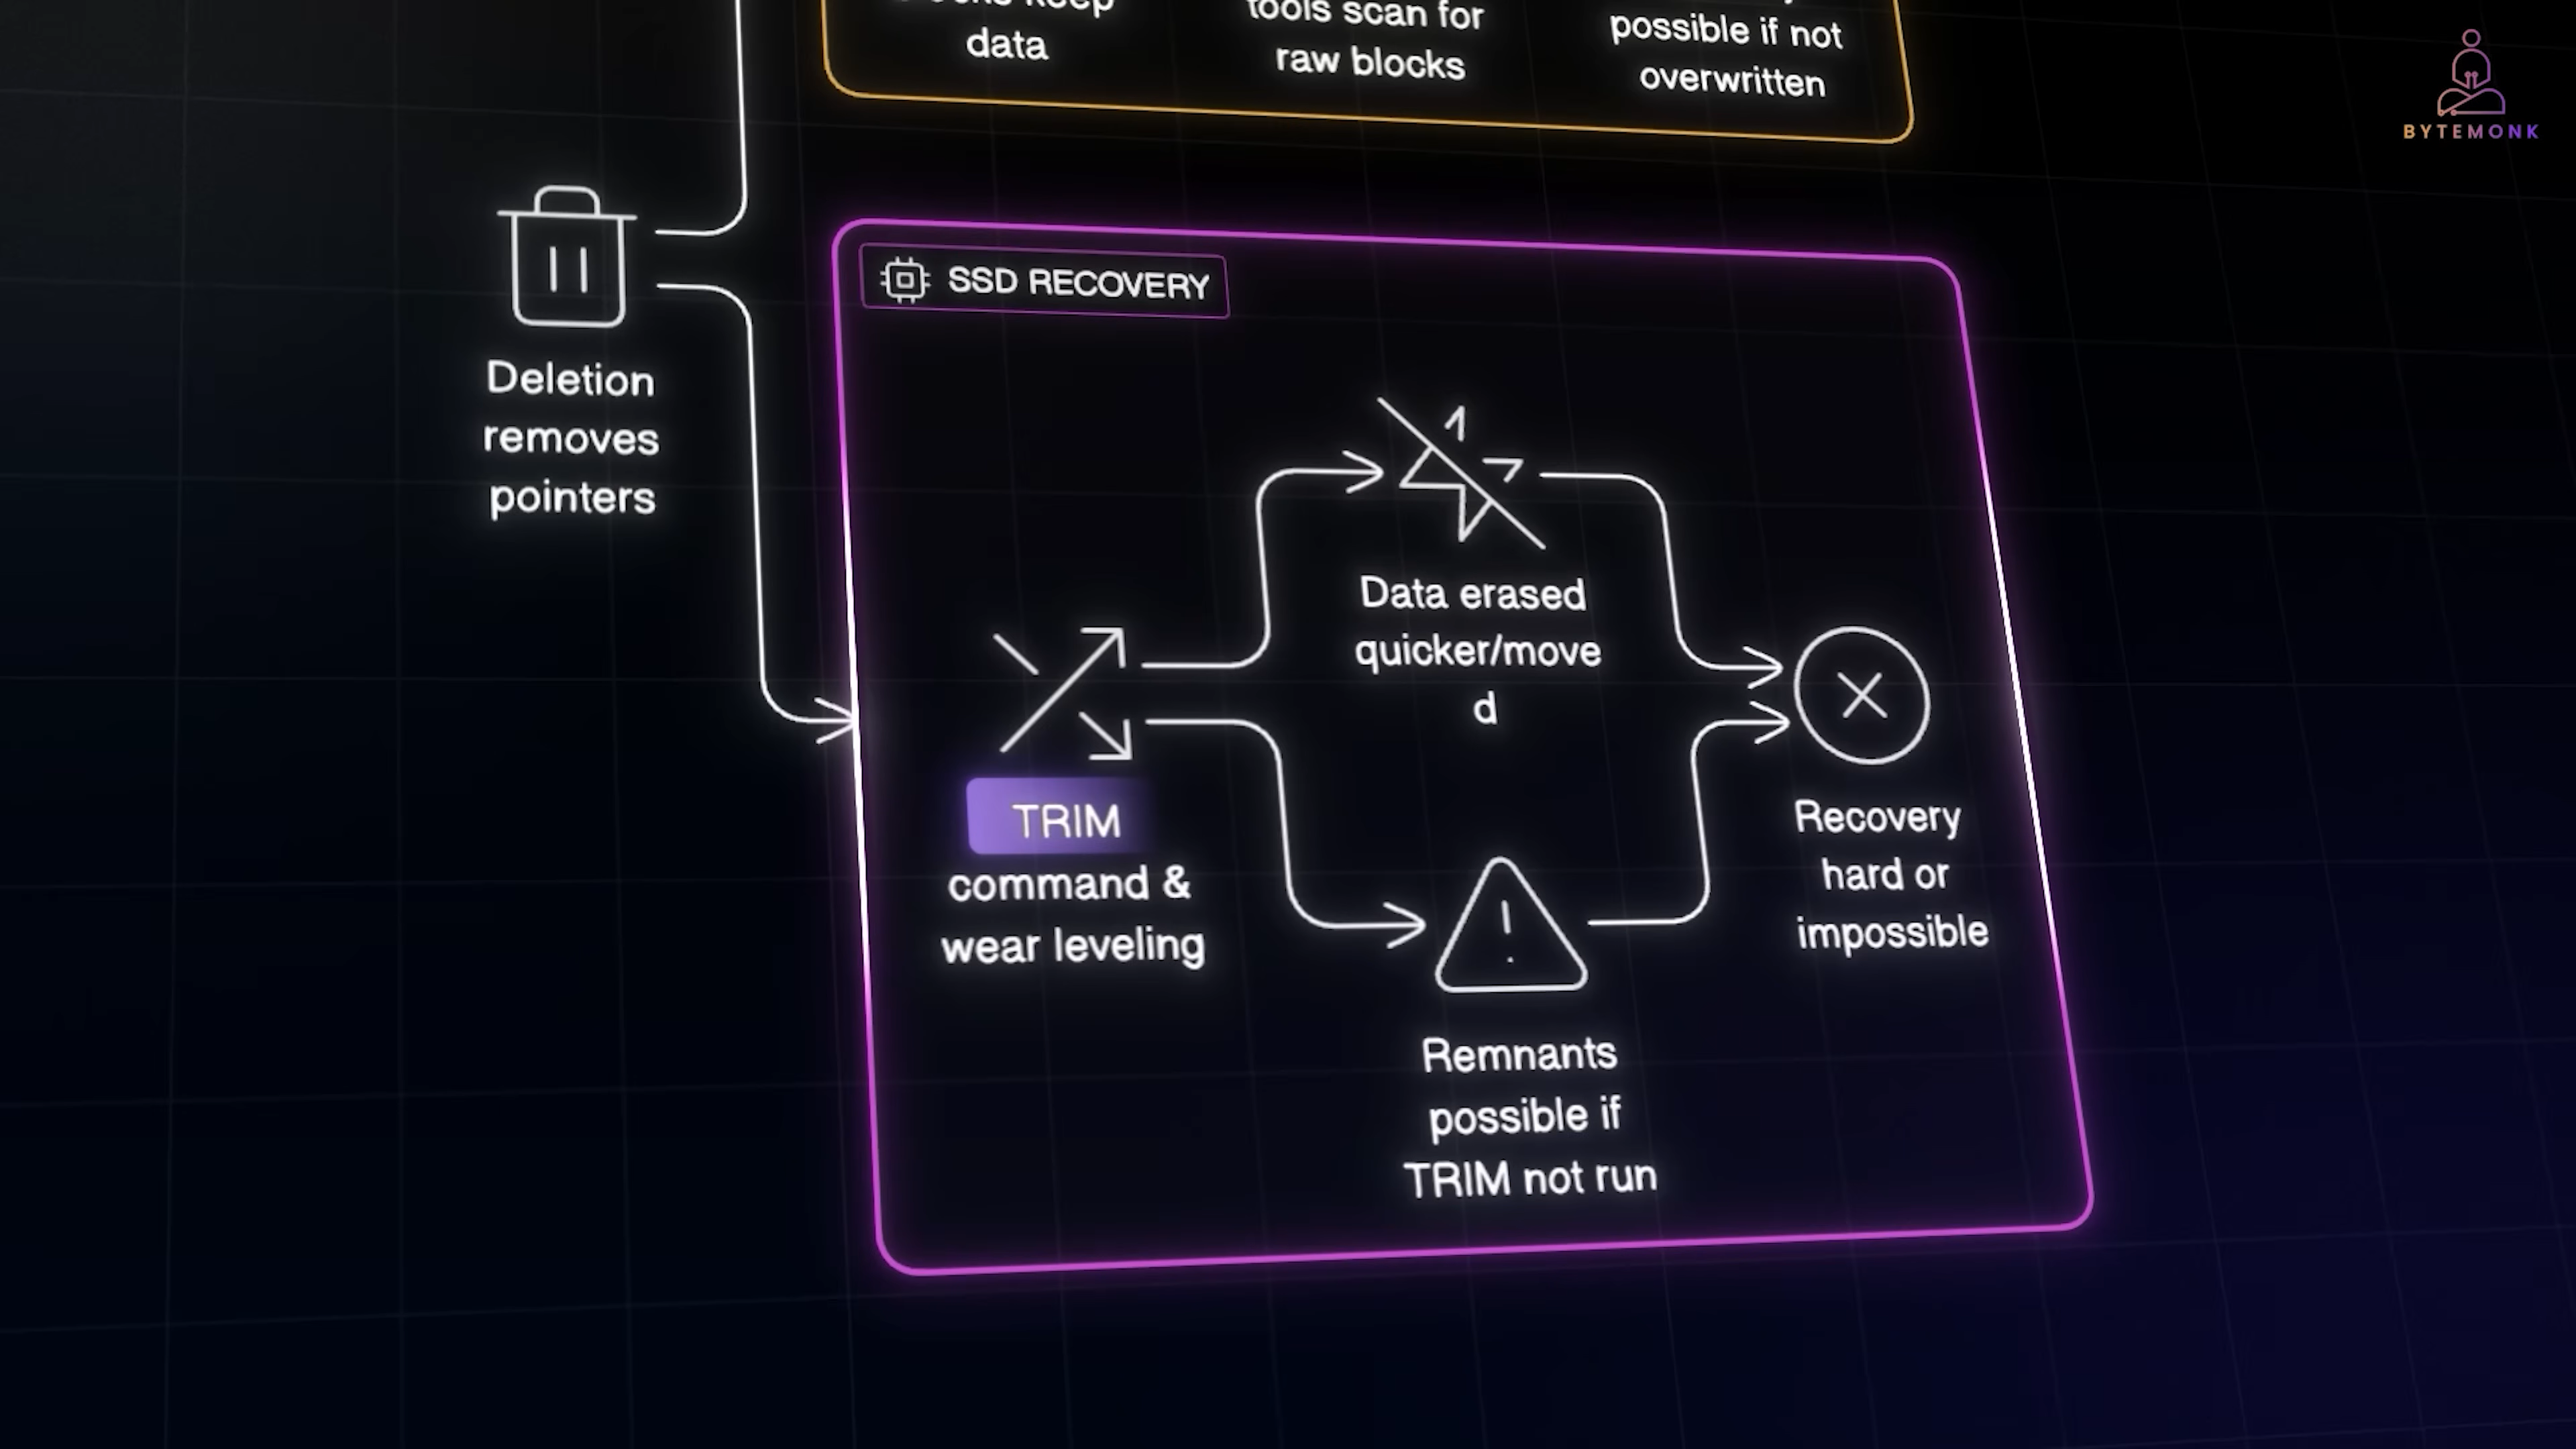 keep
data
tools scan for
raw blocks
possible if not
overwritten
BYTEMONK
Deletion
removes
pointers
SSD RECOVERY
Data erased
quicker/move
d
TRIM
command &
wear leveling
Remnants
possible if
TRIM not run
Recovery
hard or
impossible